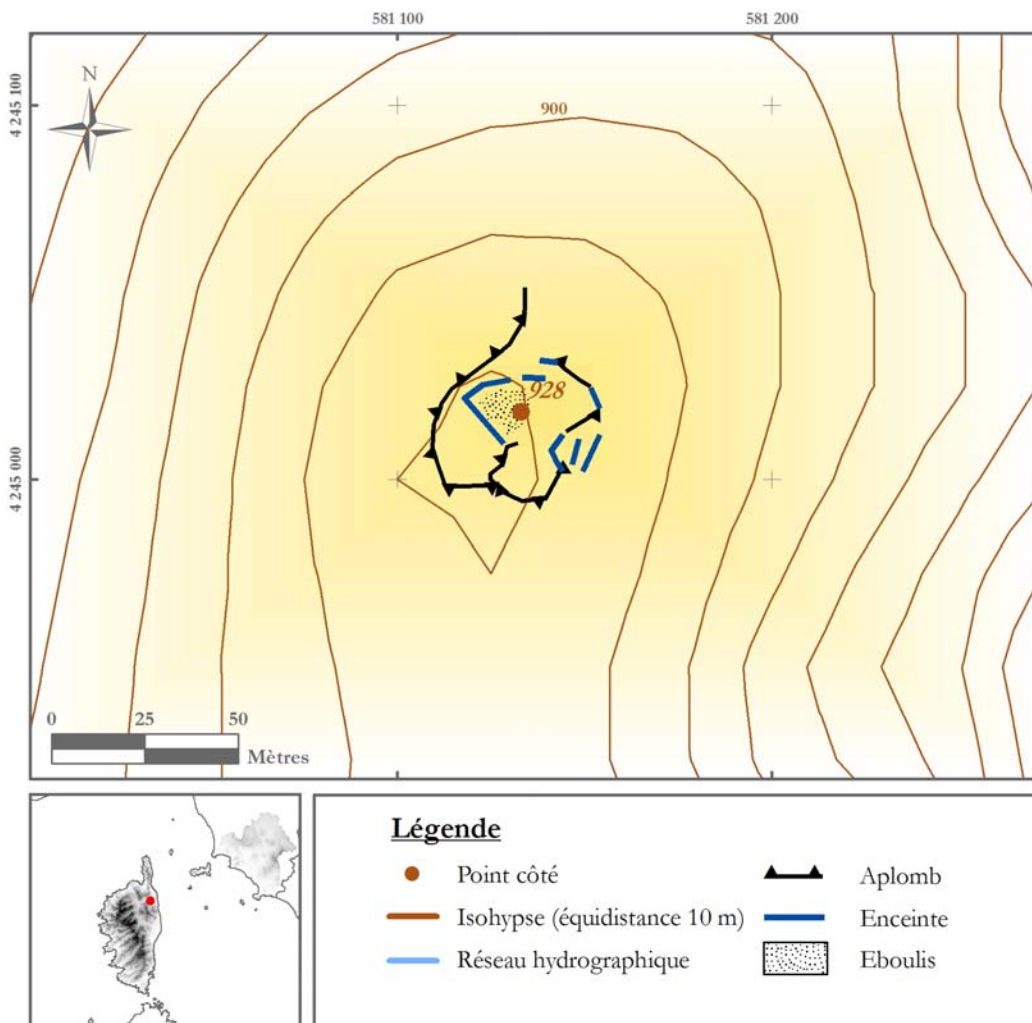 581 100
581 200
4 245 100
N
900
928
4 245 000
0
25
50
Mètres
Légende
Point côté
Isohypse (équidistance 10 m)
Réseau hydrographique
Aplomb
Enceinte
Eboulis